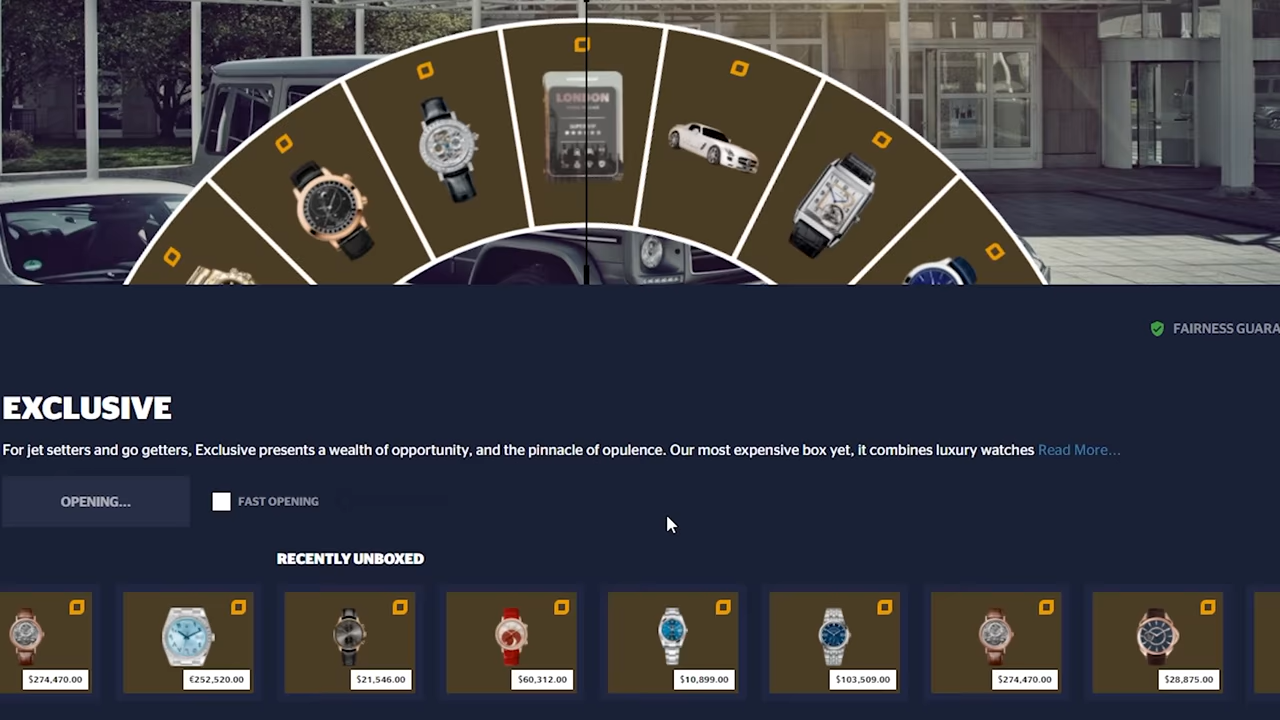 LONDON
FAIRNESS GUARA
EXCLUSIVE
For jet setters and go getters, Exclusive presents a wealth of opportunity, and the pinnacle of opulence. Our most expensive box yet, it combines luxury watches Read More...
OPENING...
FAST OPENING
RECENTLY UNBOXED
$274,470.00
€252,520.00
$21,546.00
$60,312.00
$10,899.00
$103,509.00
$274,470.00
$28,875.00